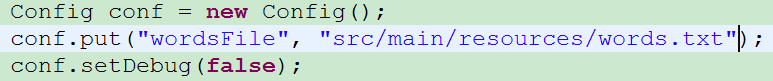 Config conf = new Config();
conf.put("wordsFile", "src/main/resources/words.txt");
conf.setDebug(false);